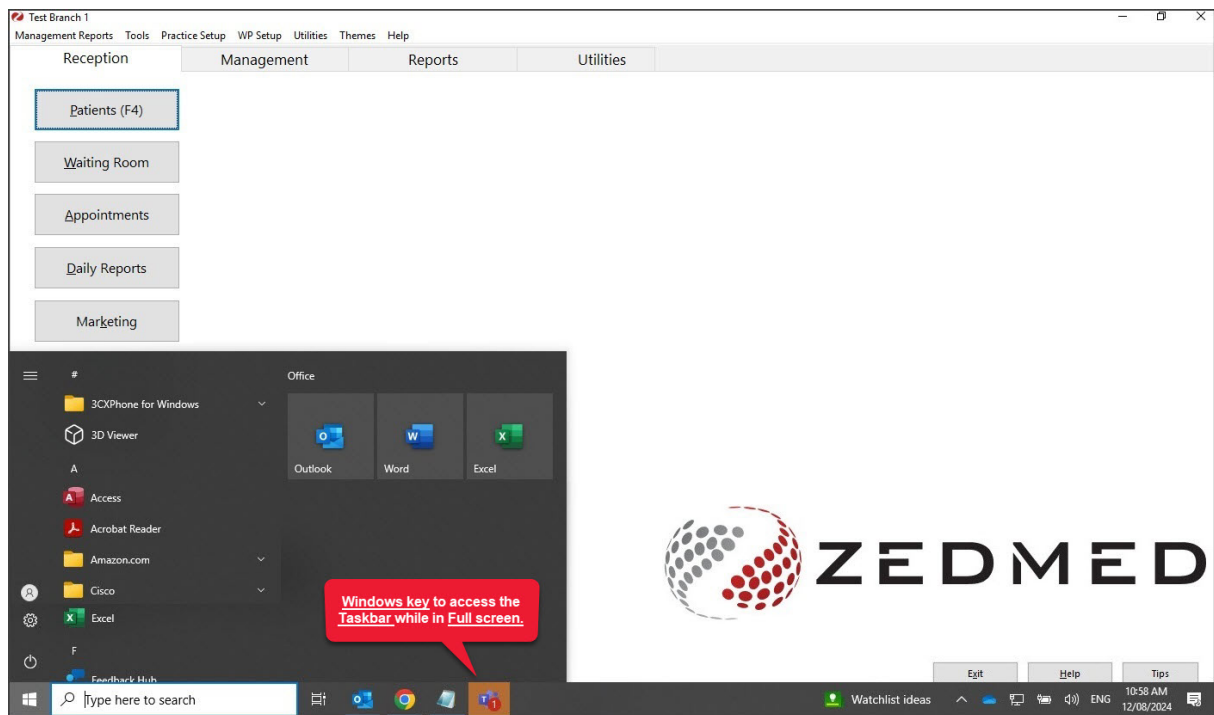 Test Branch 1
Management Reports Tools Practice Setup WP Setup Utilities Themes Help
Reception Management Reports Utilities
Patients (F4)
Waiting Room
Appointments
Daily Reports
Marketing
#
Office
3CXPhone for Windows
3D Viewer
A
Outlook Word Excel
Access
Acrobat Reader
Amazon.com
Cisco
Excel
F
Feedback Hub
Windows key to access the
Taskbar while in Full screen.
ZEDMED
Exit Help Tips
Type here to search
1
Watchlist ideas
ENG
10:58 AM
12/08/2024